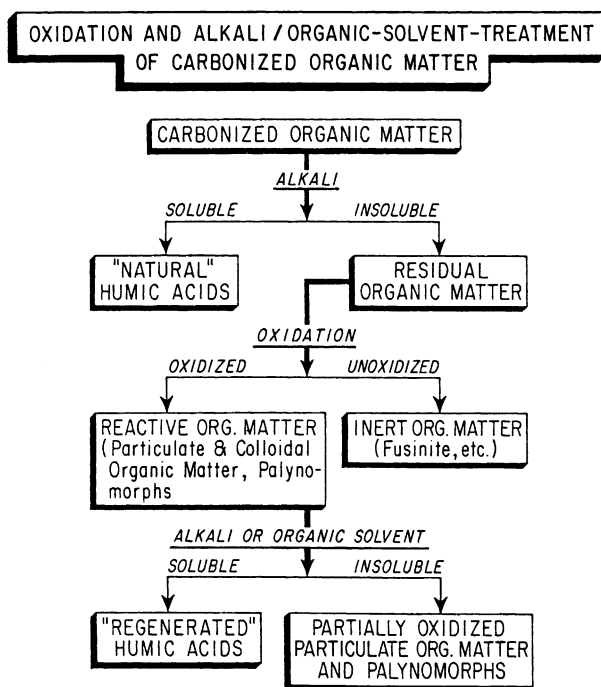 OXIDATION AND ALKALI/ORGANIC-SOLVENT-TREATMENT
OF CARBONIZED ORGANIC MATTER
CARBONIZED ORGANIC MATTER
ALKALI
SOLUBLE
INSOLUBLE
"NATURAL"
HUMIC ACIDS
RESIDUAL
ORGANIC MATTER
OXIDATION
OXIDIZED
UNOXIDIZED
REACTIVE ORG. MATTER
(Particulate & Colloidal
Organic Matter, Palyno-
morphs
INERT ORG. MATTER
(Fusinite, etc.)
ALKALI OR ORGANIC SOLVENT
SOLUBLE
INSOLUBLE
"REGENERATED"
HUMIC ACIDS
PARTIALLY OXIDIZED
PARTICULATE ORG. MATTER
AND PALYNOMORPHS